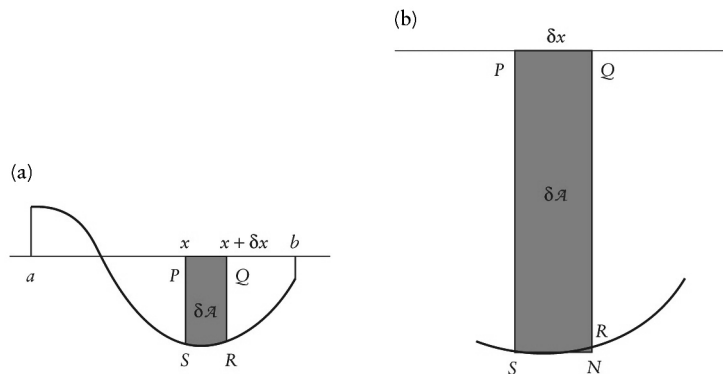 (a)
x x + δx b
a P Q
δA
S R
(b)
δx
P Q
δA
R
S N